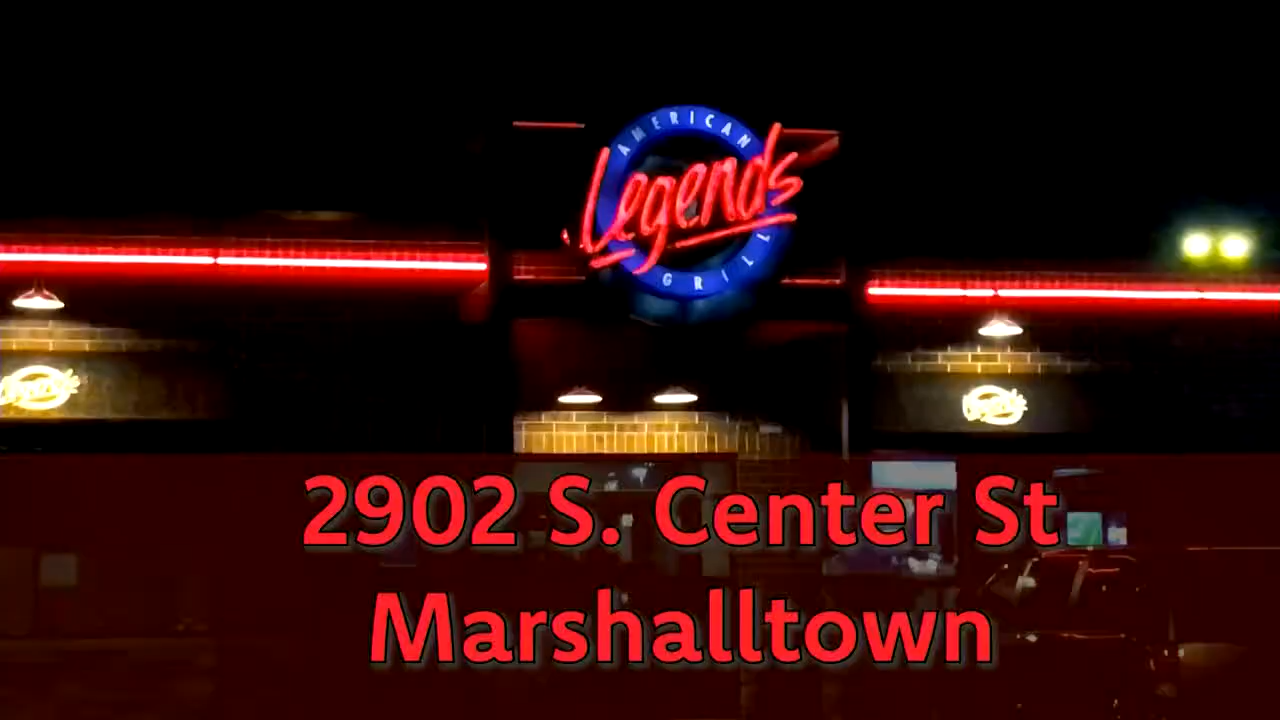 AMERICAN
Legends
GRILL
2902 S. Center St
Marshalltown